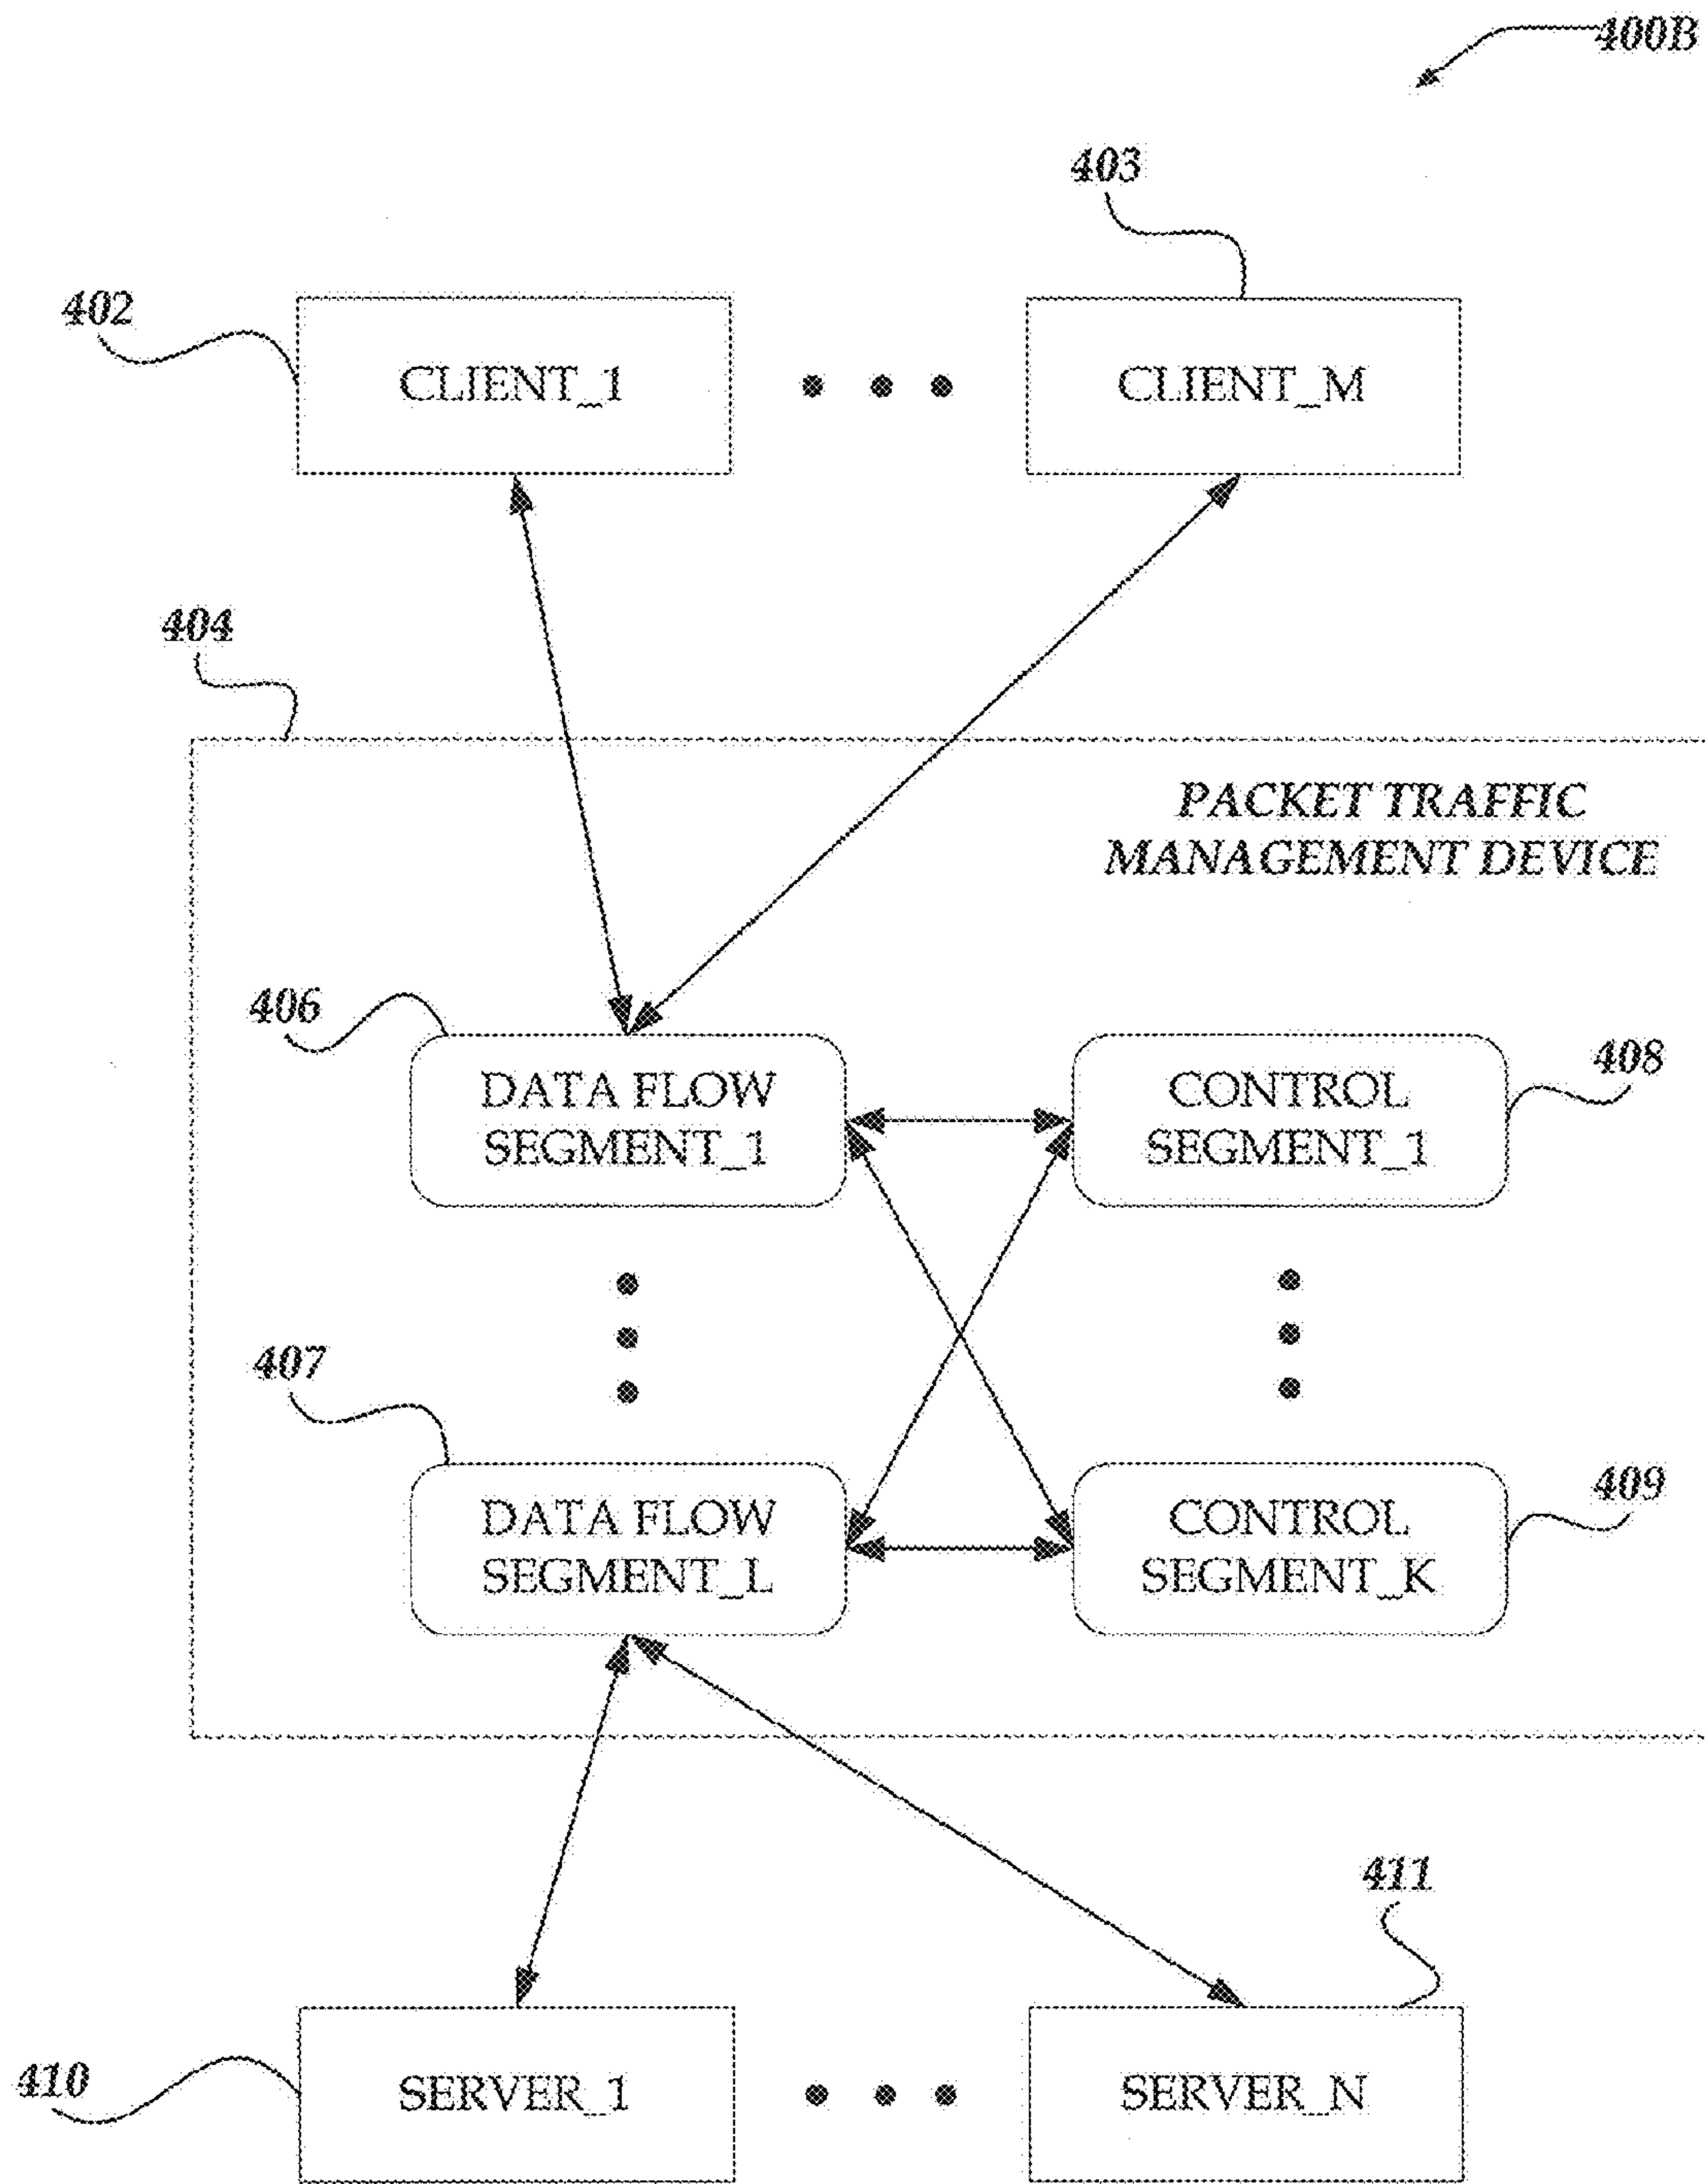 400B
403
402
CLIENT_1
CLIENT_M
404
PACKET TRAFFIC
MANAGEMENT DEVICE
406
DATA FLOW
SEGMENT_1
CONTROL
SEGMENT_1
408
407
DATA FLOW
SEGMENT_L
CONTROL
SEGMENT_K
409
411
410
SERVER_1
SERVER_N